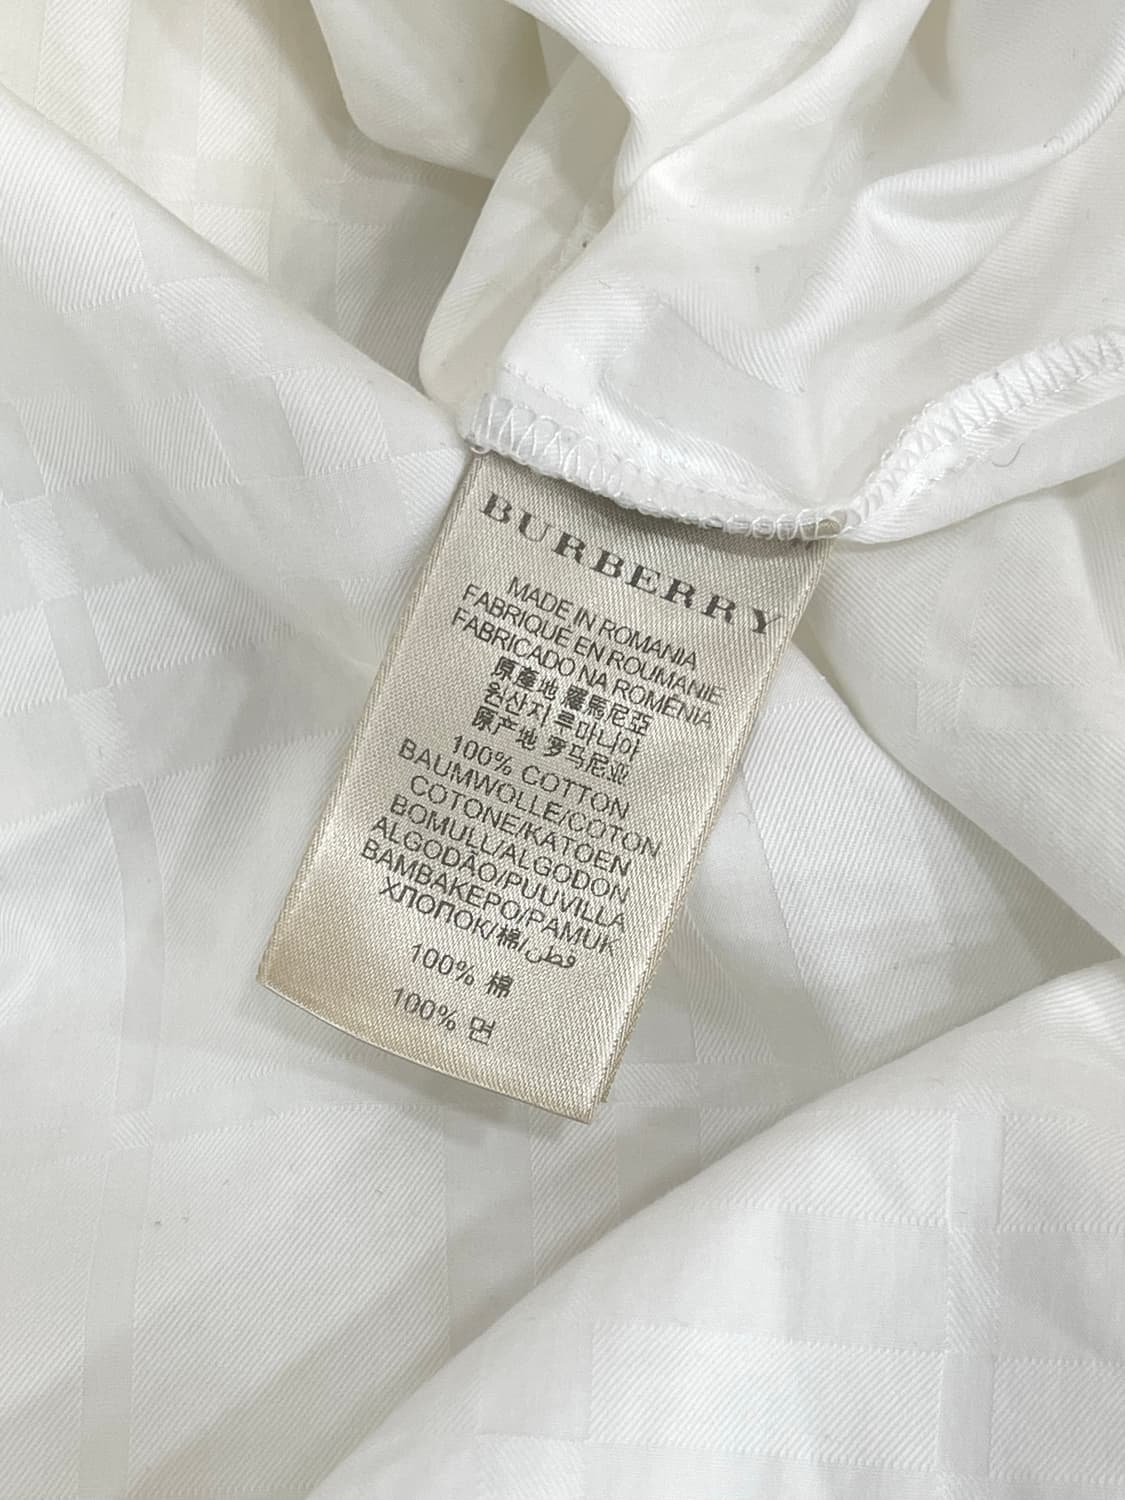 BURBERRY
MADE IN ROMANIA
FABRIQUÉ EN ROUMANIE
FABRICADO NA ROMÉNIA
原產地 羅馬尼亞
원산지 루마니아
原产地 罗马尼亚
100% COTTON
BAUMWOLLE/COTON
COTONE/KATOEN
BOMULL/ALGODON
ALGODÃO/PUUVILLA
BAMBAKEPO/PAMUK
ХЛОПОК/棉/قطن
100% 棉
100% 면